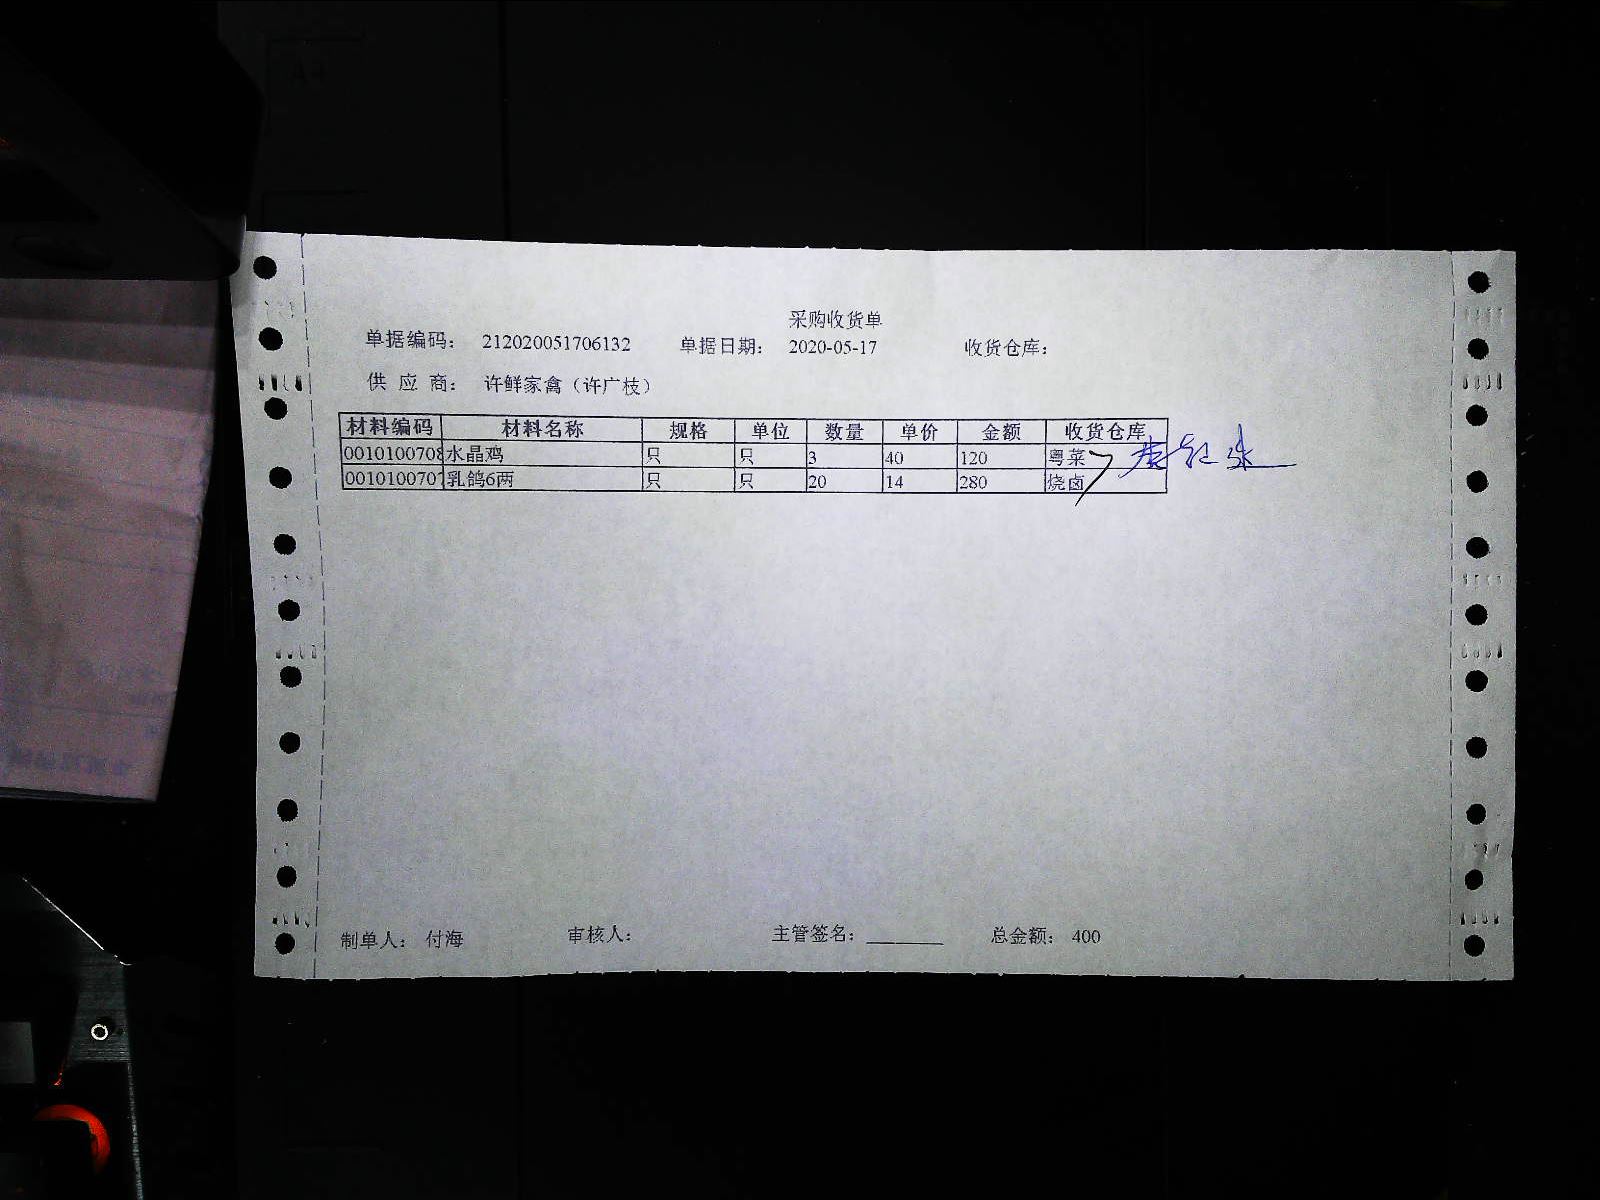 采购收货单
单据编码: 212020051706132 单据日期: 2020-05-17 收货仓库:
供 应 商: 许鲜家禽（许广枝）
材料编码 材料名称 规格 单位 数量 单价 金额 收货仓库
0010100708 水晶鸡 只 只 3 40 120 粤菜
0010100707 乳鸽6两 只 只 20 14 280 烧卤
制单人: 付海 审核人: 主管签名: ________ 总金额: 400